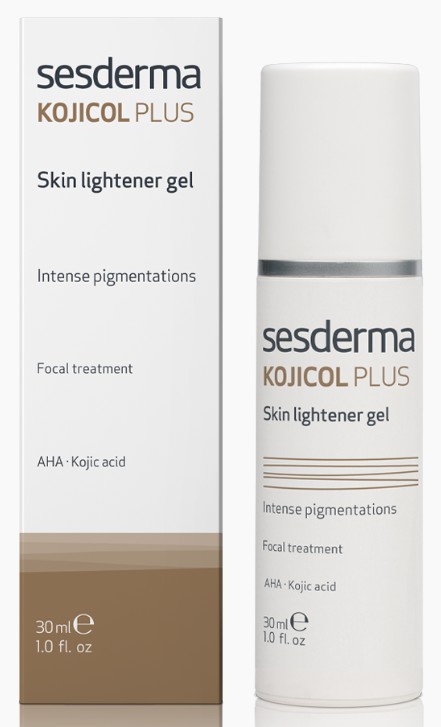 sesderma
KOJICOL PLUS
Skin lightener gel
Intense pigmentations
Focal treatment
AHA · Kojic acid
30 ml ℮
1.0 fl. oz
sesderma
KOJICOL PLUS
Skin lightener gel
Intense pigmentations
Focal treatment
AHA · Kojic acid
30 ml ℮
1.0 fl. oz